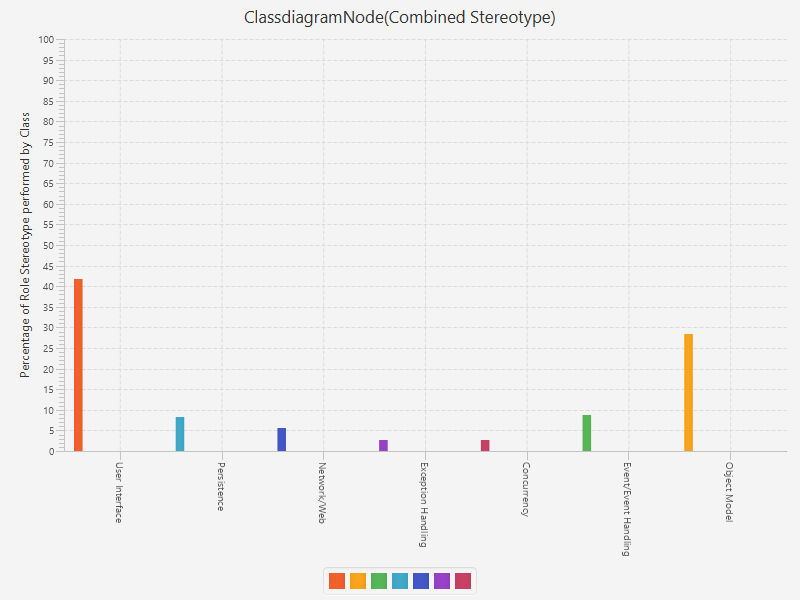 ClassdiagramNode(Combined Stereotype)
Percentage of Role Stereotype performed by Class
100
95
90
85
80
75
70
65
60
55
50
45
40
35
30
25
20
15
10
5
0
User Interface
Persistence
Network/Web
Exception Handling
Concurrency
Event/Event Handling
Object Model